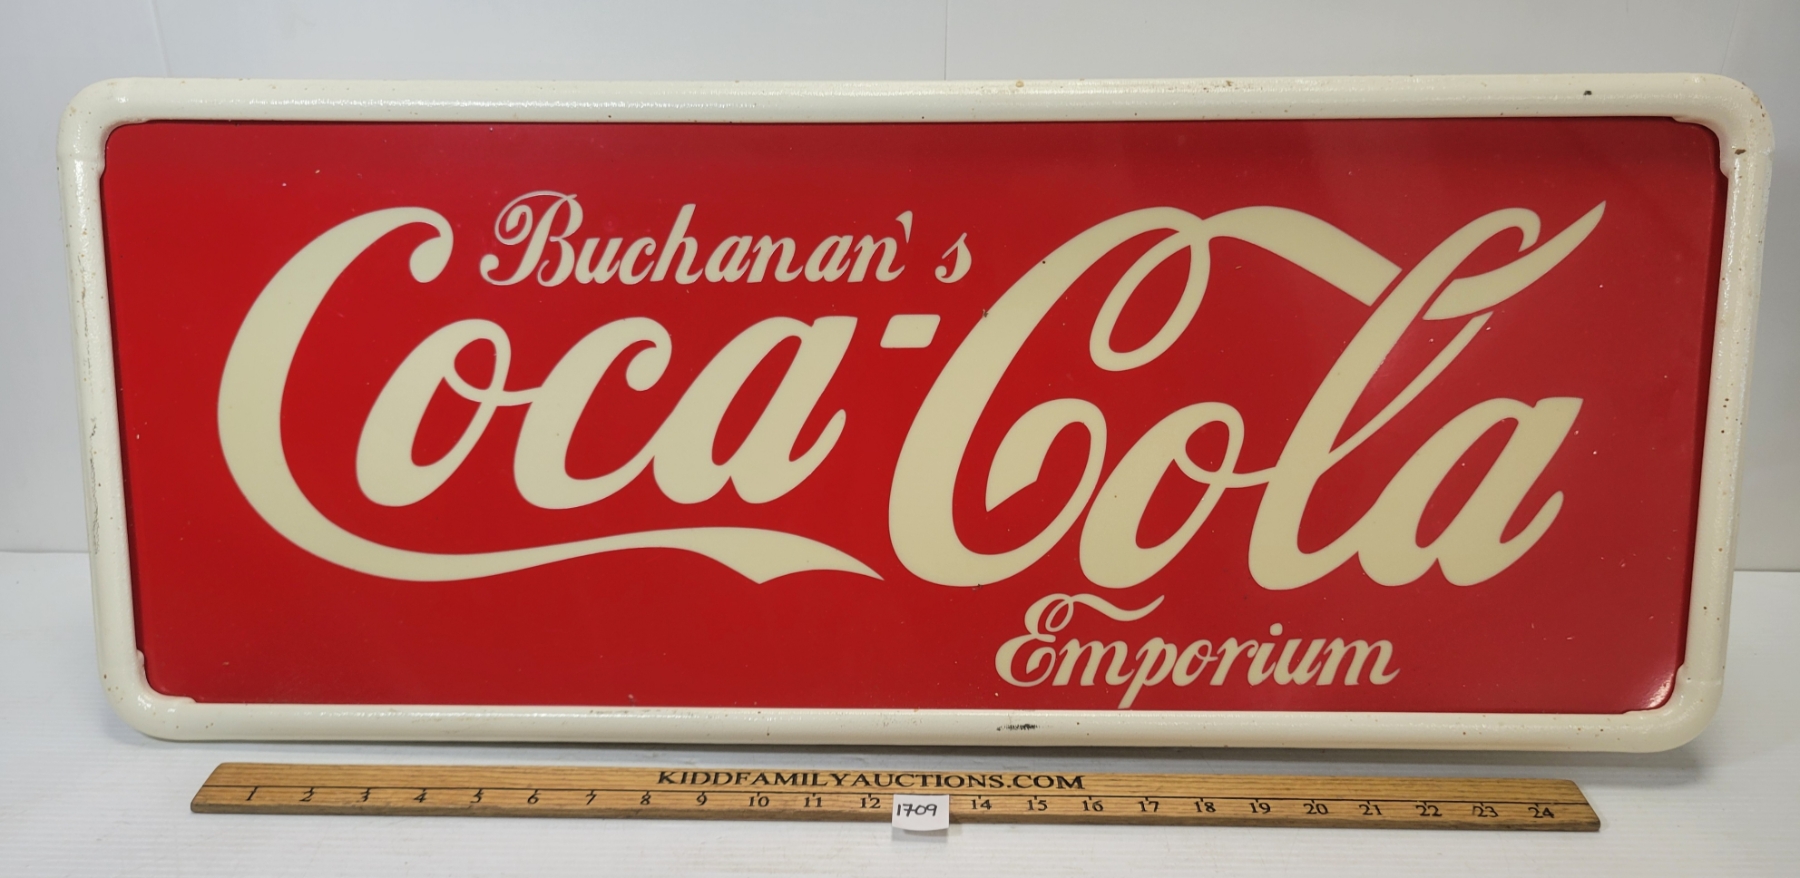 Buchanan's
Coca-Cola
Emporium
KIDDFAMILYAUCTIONS.COM
1 2 3 4 5 6 7 8 9 10 11 12 14 15 16 17 18 19 20 21 22 23 24
1709